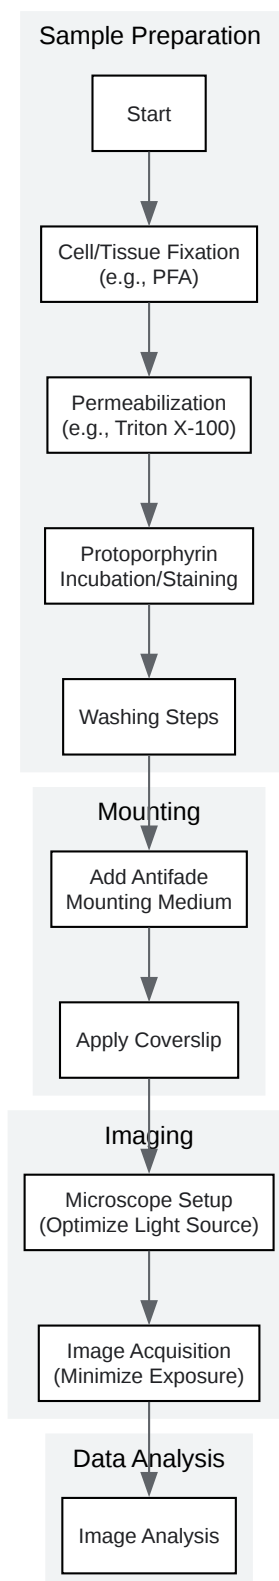 Sample Preparation
Start
Cell/Tissue Fixation
(e.g., PFA)
Permeabilization
(e.g., Triton X-100)
Protoporphyrin
Incubation/Staining
Washing Steps
Mounting
Add Antifade
Mounting Medium
Apply Coverslip
Imaging
Microscope Setup
(Optimize Light Source)
Image Acquisition
(Minimize Exposure)
Data Analysis
Image Analysis